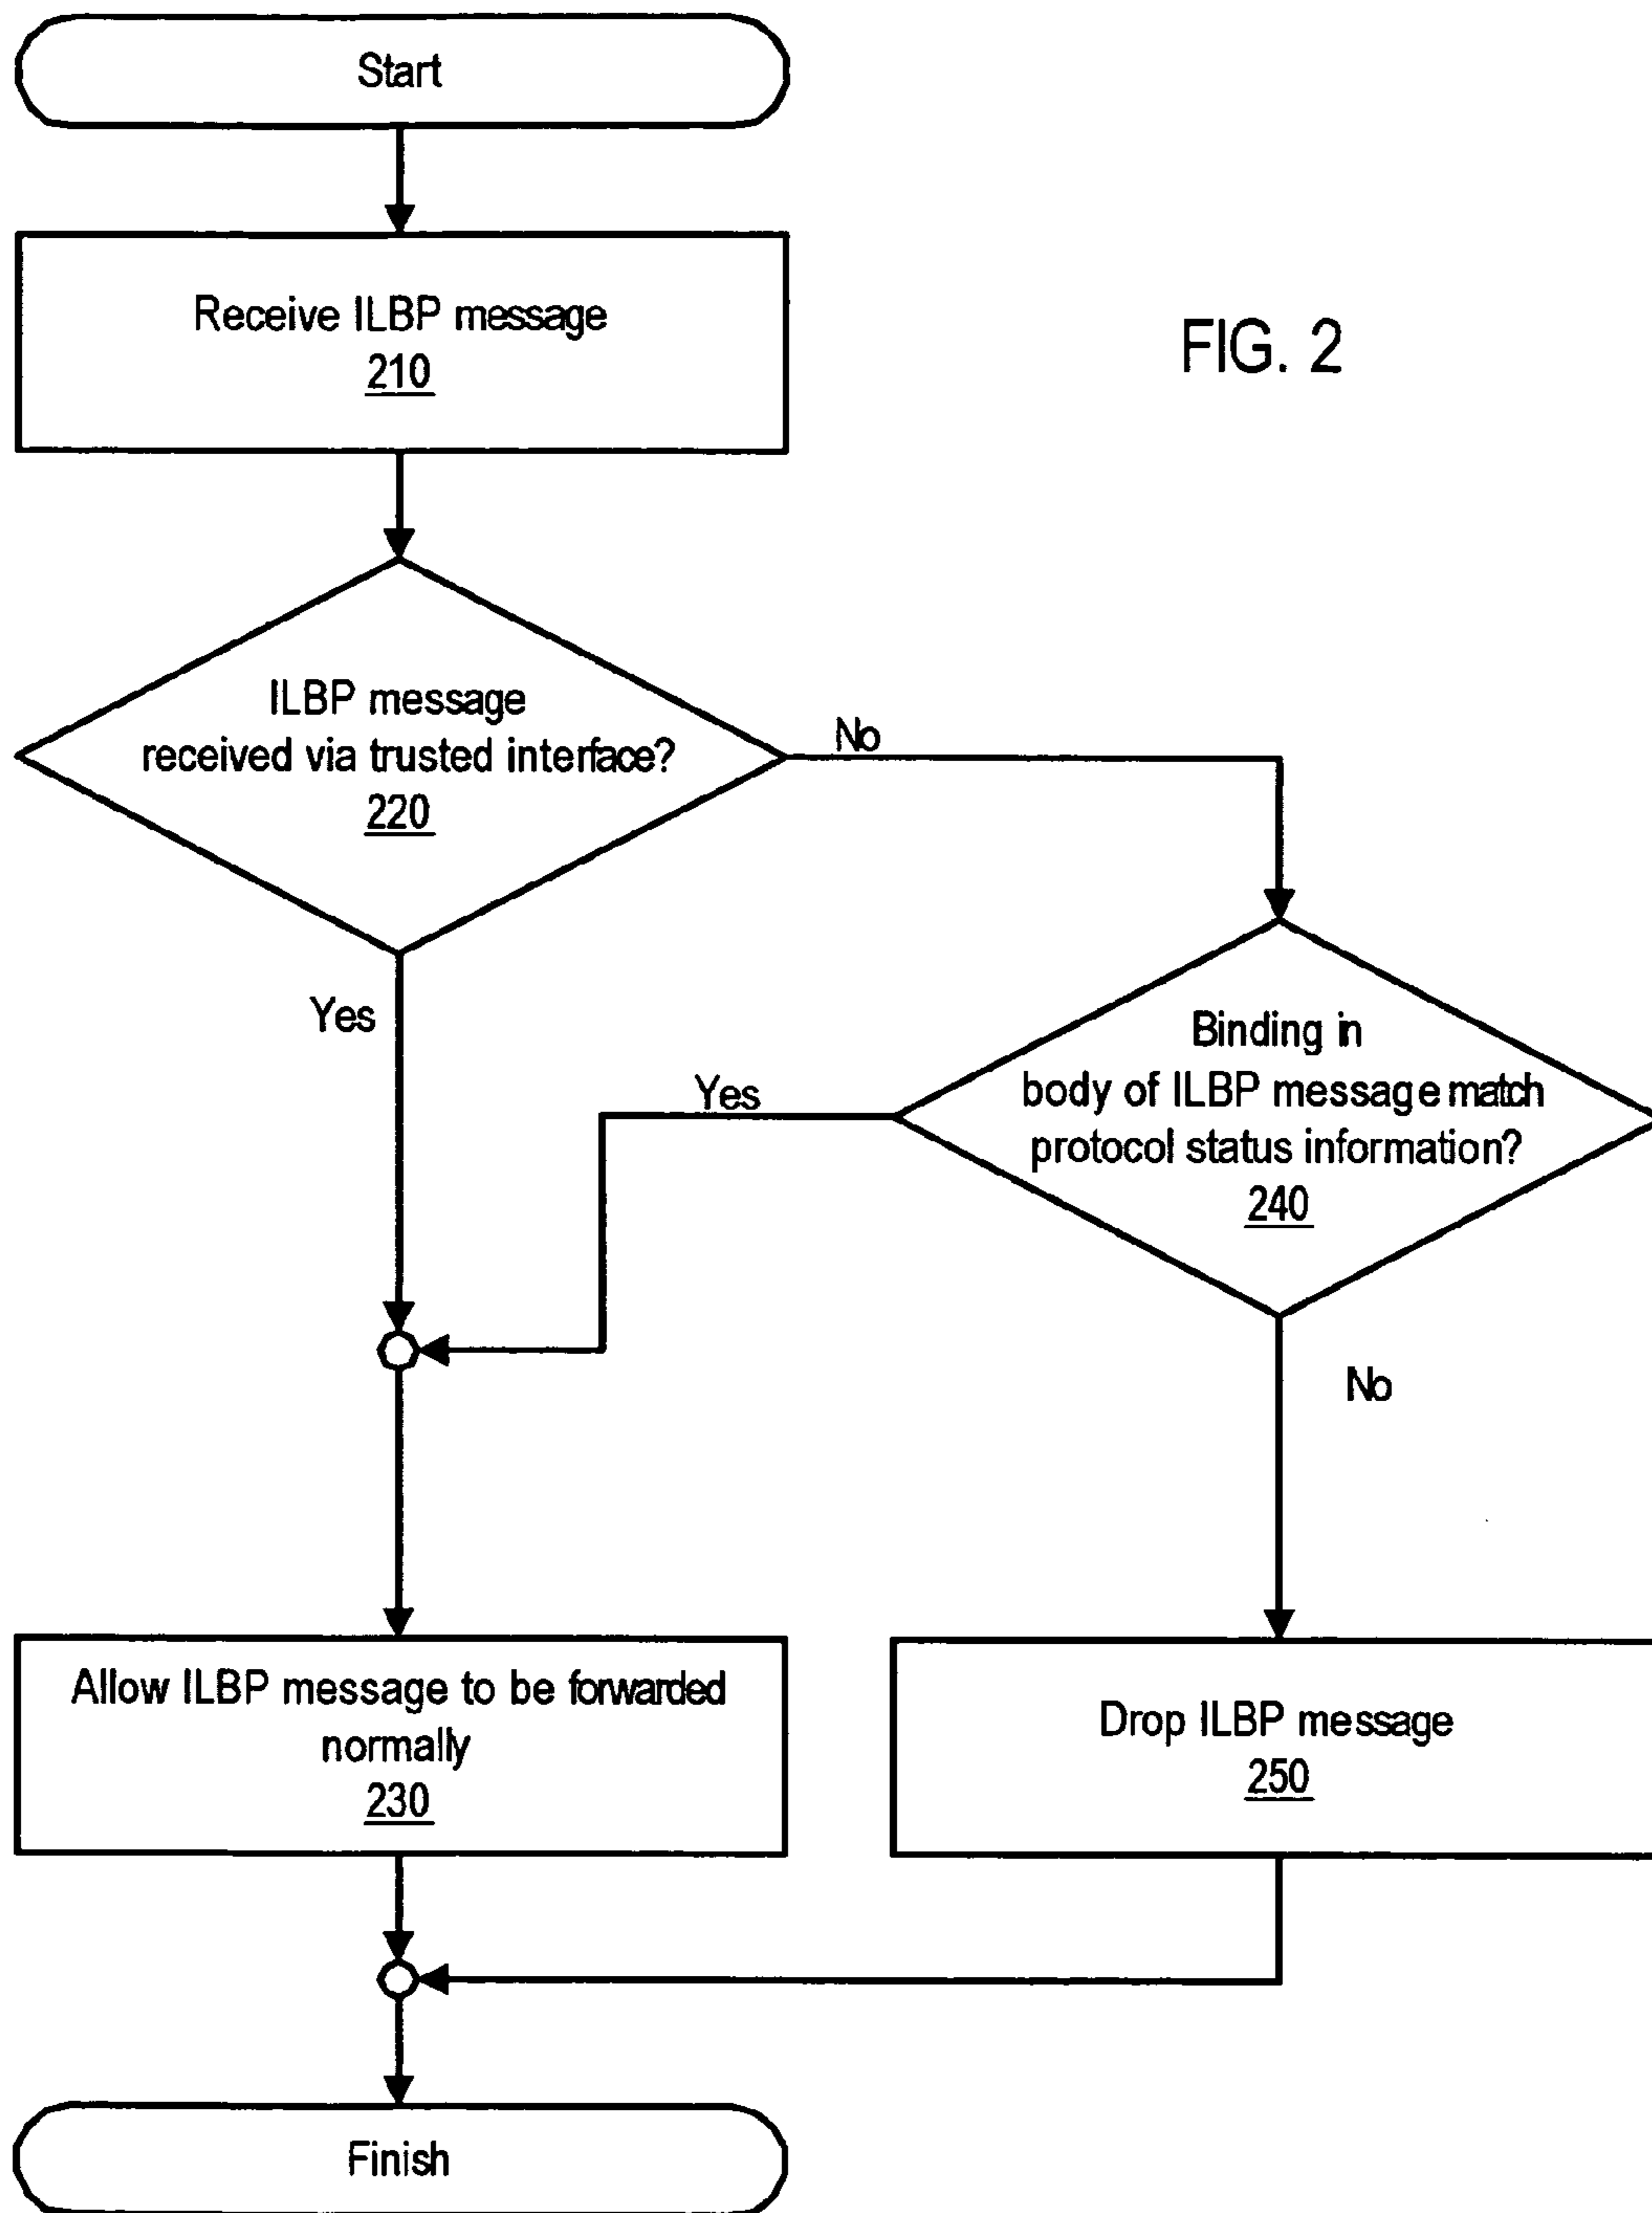 Start
Receive ILBP message
210
FIG. 2
ILBP message
received via trusted interface?
220
No
Yes
Binding in
body of ILBP message match
protocol status information?
240
Yes
No
Allow ILBP message to be forwarded
normally
230
Drop ILBP message
250
Finish